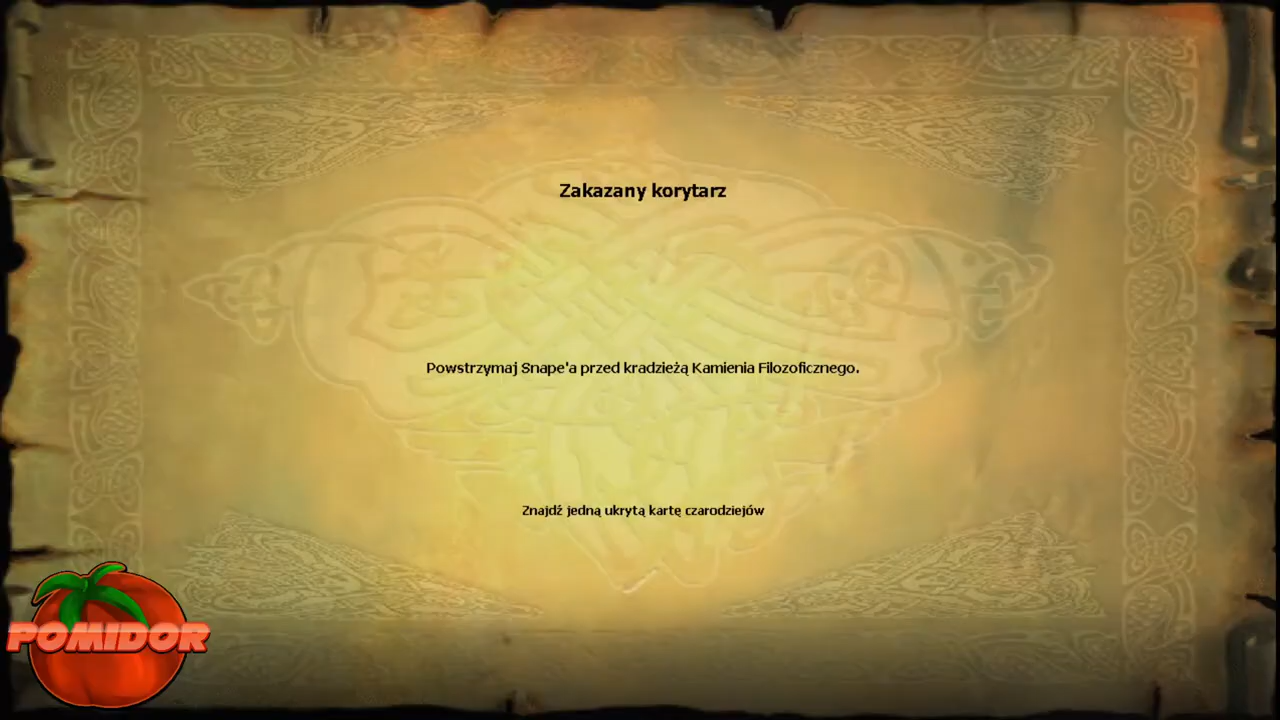 Zakazany korytarz
Powstrzymaj Snape'a przed kradzieżą Kamienia Filozoficznego.
Znajdź jedną ukrytą kartę czarodziejów
POMIDOR